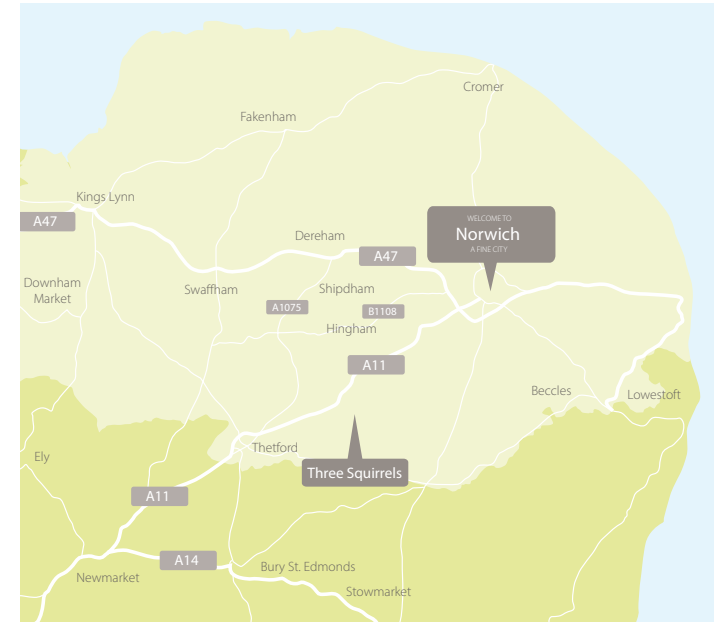 Cromer
Fakenham
Kings Lynn
A47
WELCOME TO
Norwich
A FINE CITY
Dereham
A47
Downham
Market
Swaffham
Shipdham
A1075
B1108
Hingham
A11
Beccles
Lowestoft
Thetford
Ely
Three Squirrels
A11
A14
Bury St. Edmonds
Newmarket
Stowmarket